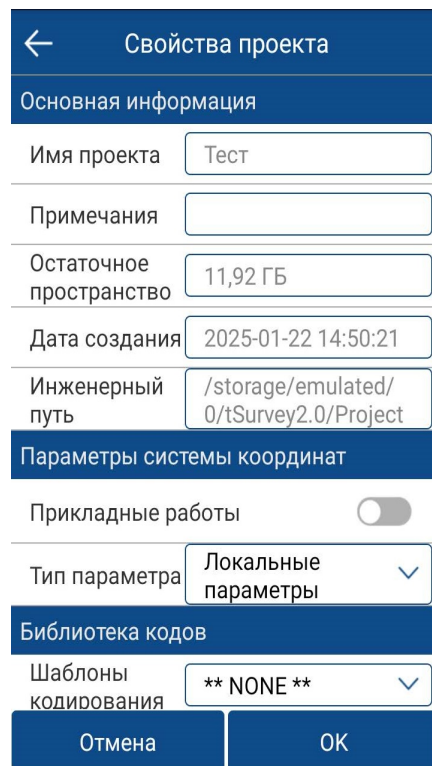 Свойства проекта
Основная информация
Имя проекта
Тест
Примечания
Остаточное
пространство
11,92 ГБ
Дата создания
2025-01-22 14:50:21
Инженерный
путь
/storage/emulated/
0/tSurvey2.0/Project
Параметры системы координат
Прикладные работы
Тип параметра
Локальные
параметры
Библиотека кодов
Шаблоны
кодирования
** NONE **
Отмена
OK